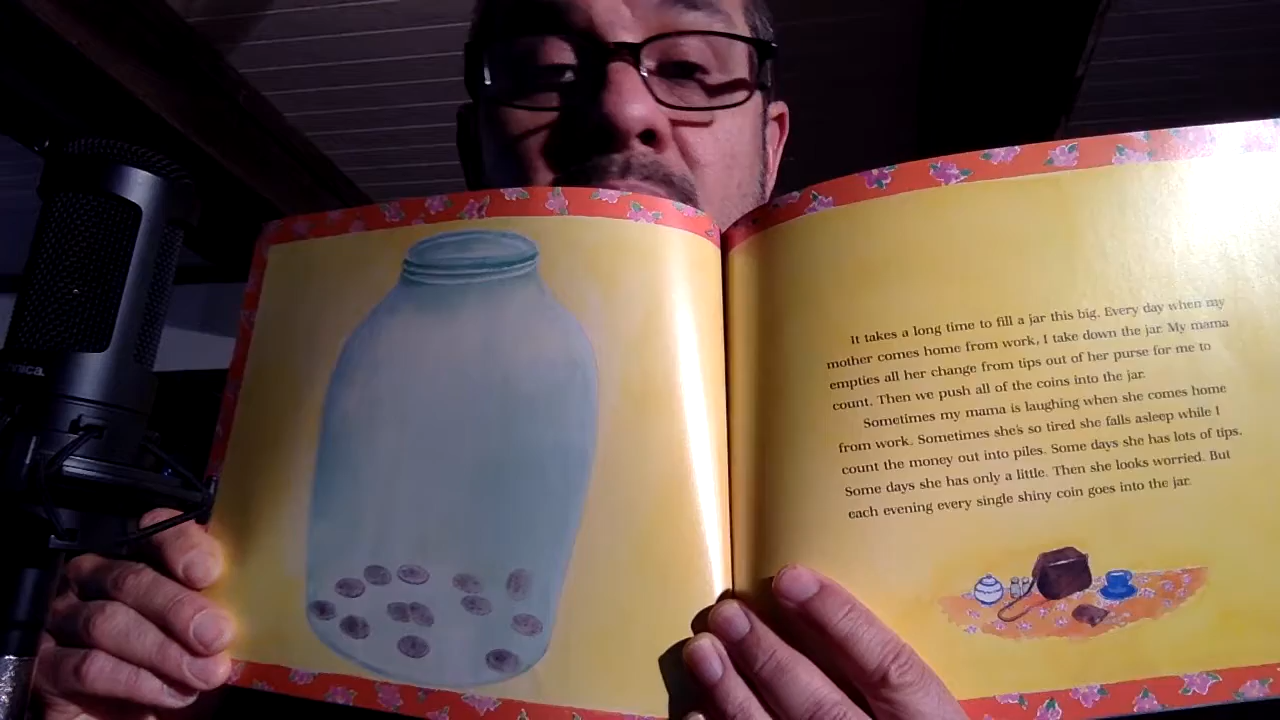 It takes a long time to fill a jar this big. Every day when my
mother comes home from work, I take down the jar. My mama
empties all her change from tips out of her purse for me to
count. Then we push all of the coins into the jar.
Sometimes my mama is laughing when she comes home
from work. Sometimes she's so tired she falls asleep while I
count the money out into piles. Some days she has lots of tips.
Some days she has only a little. Then she looks worried. But
each evening every single shiny coin goes into the jar.